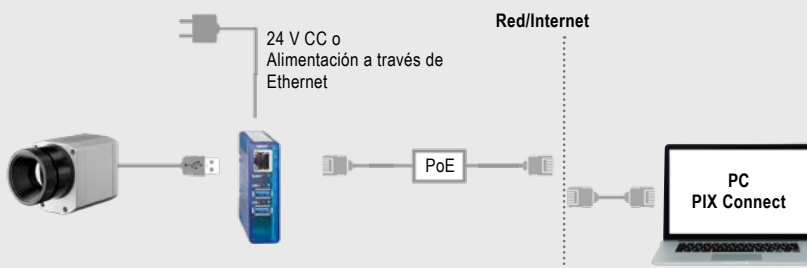 Red/Internet
24 V CC o
Alimentación a través de
Ethernet
PoE
PC
PIX Connect